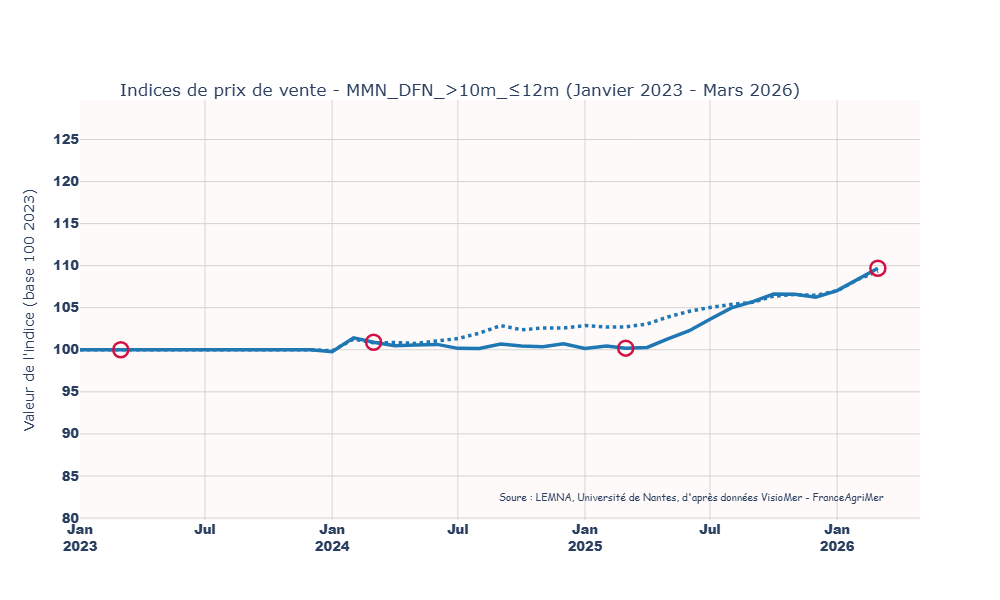 Indices de prix de vente - MMN_DFN_>10m_≤12m (Janvier 2023 - Mars 2026)
Valeur de l'indice (base 100 2023)
125
120
115
110
105
100
95
90
85
80
Soure : LEMNA, Université de Nantes, d'après données VisioMer - FranceAgriMer
Jan Jul Jan Jul Jan Jul Jan
2023 2024 2025 2026